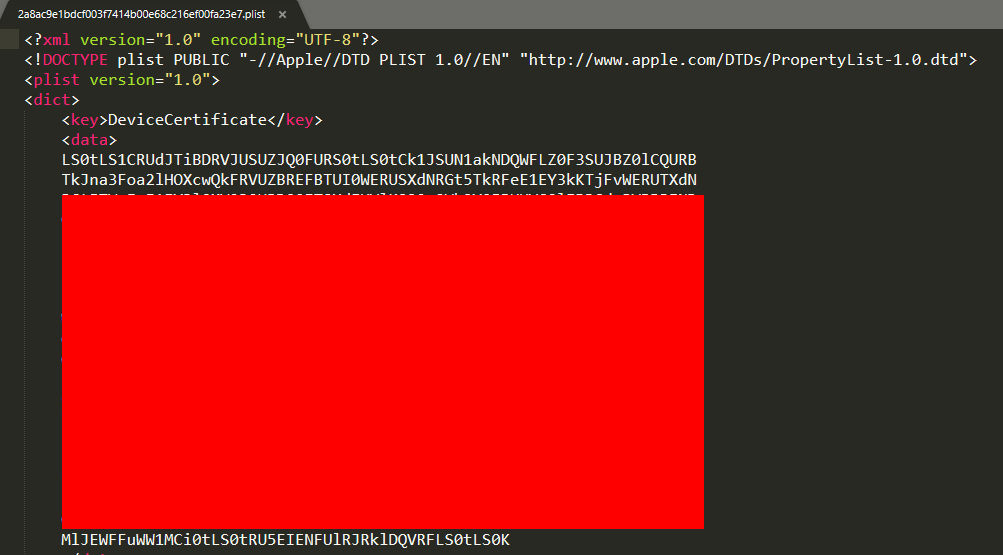 2a8ac9e1bdcf003f7414b00e68c216ef00fa23e7.plist ×
<?xml version="1.0" encoding="UTF-8"?>
<!DOCTYPE plist PUBLIC "-//Apple//DTD PLIST 1.0//EN" "http://www.apple.com/DTDs/PropertyList-1.0.dtd">
<plist version="1.0">
<dict>
<key>DeviceCertificate</key>
<data>
LS0tLS1CRUdJTiBDRVJUSUZJQ0FURS0tLS0tCk1JSUN1akNDQWFLZ0F3SUJBZ0lCQURB
TkJna3Foa2lHOXcwQkFRVUZBREFBTUI0WERUSXdNRGt5TkRFeE1EY3kKTjFvWERUTXdN
MlJEWFFuWW1MCi0tLS0tRU5EIENFUlRJRklDQVRFLS0tLS0K